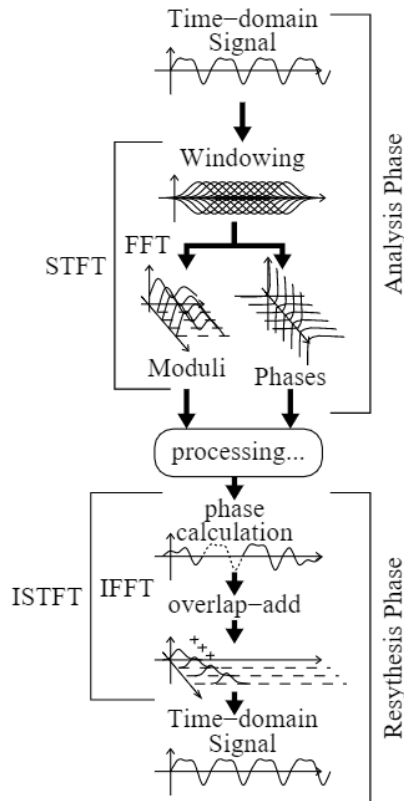 Time-domain
Signal
Analysis Phase
Windowing
STFT
FFT
Moduli
Phases
processing...
phase
calculation
ISTFT
IFFT
overlap-add
+
+
+
Resythesis Phase
Time-domain
Signal